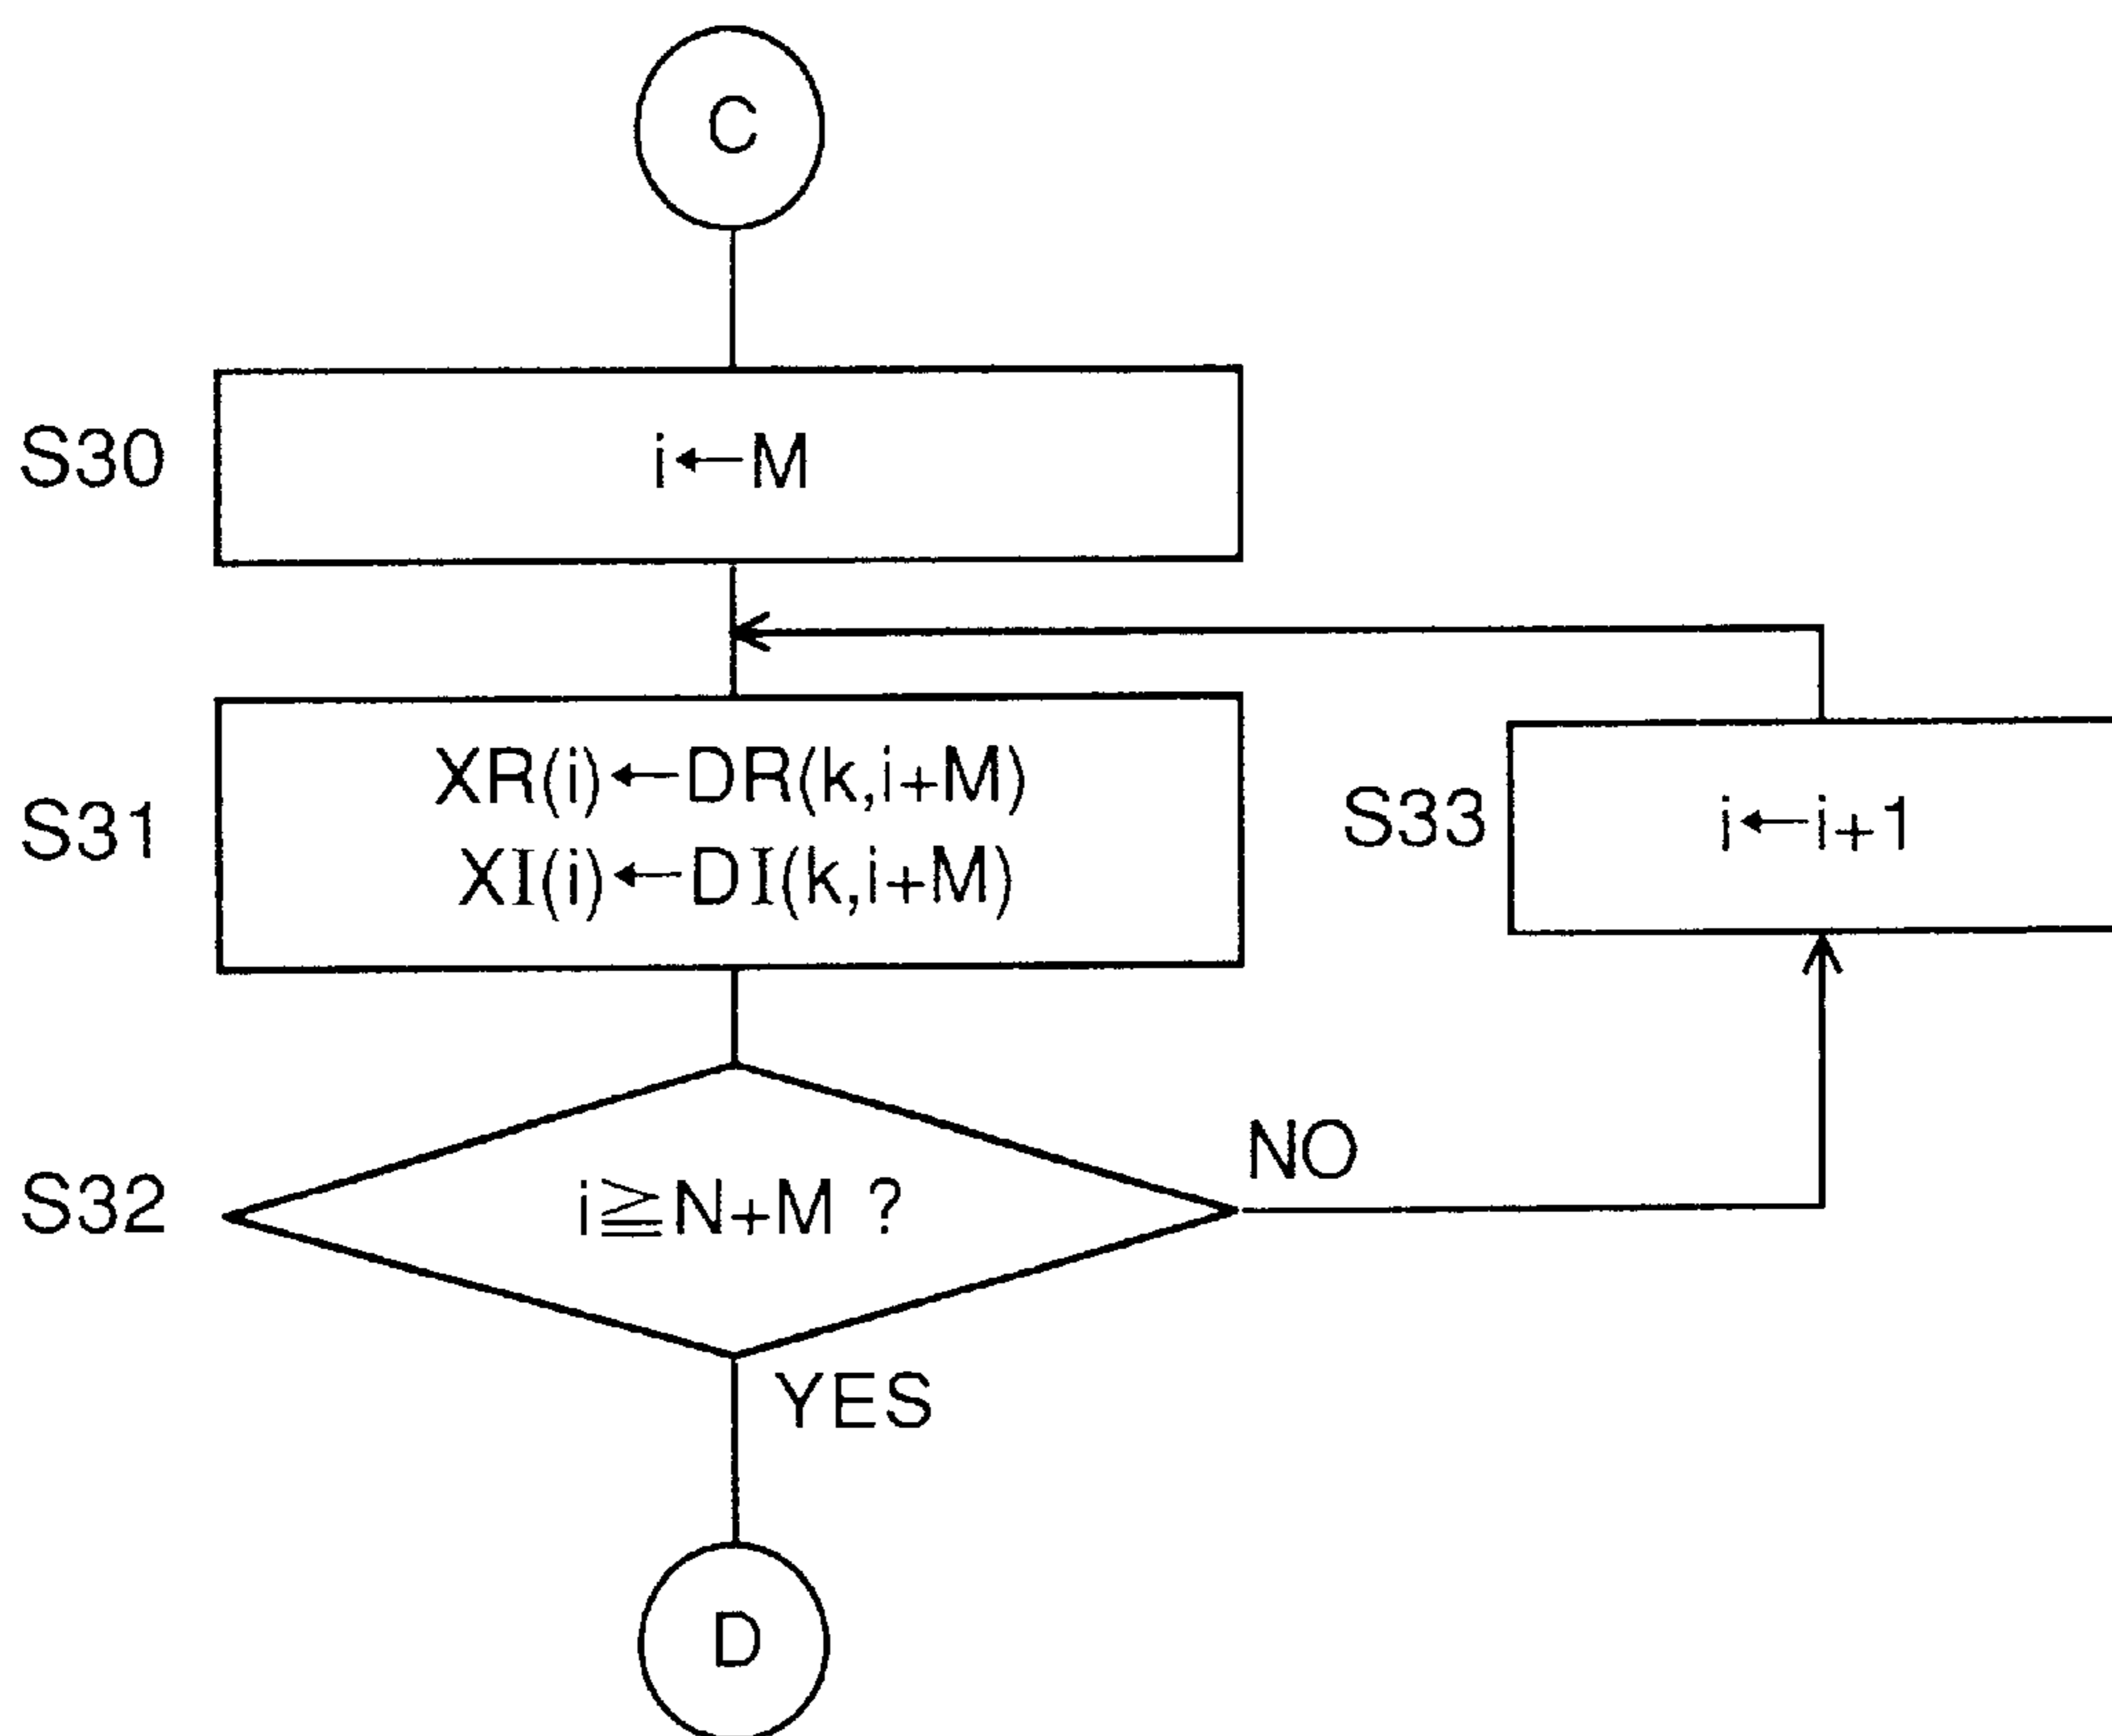 C
S30
i←M
S31
XR(i)←DR(k,i+M)
XI(i)←DI(k,i+M)
S33
i←i+1
S32
i≧N+M ?
NO
YES
D